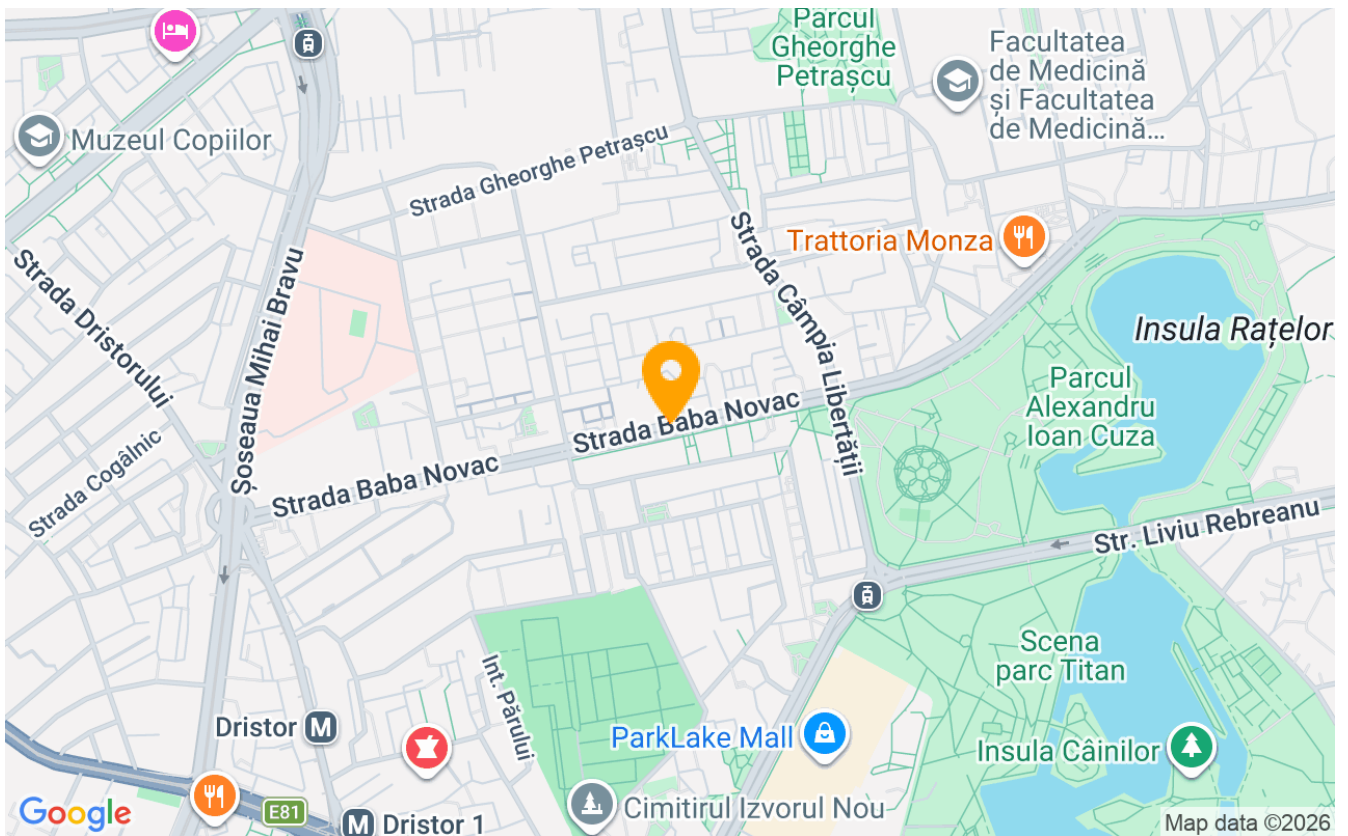 Parcul
Gheorghe
Petrașcu
Facultatea
de Medicină
și Facultatea
de Medicină...
Muzeul Copiilor
Strada Gheorghe Petrașcu
Strada Câmpia Libertății
Trattoria Monza
Strada Dristorului
Șoseaua Mihai Bravu
Insula Rațelor
Parcul
Alexandru
Ioan Cuza
Strada Baba Novac
Strada Baba Novac
Strada Cogâlnic
Str. Liviu Rebreanu
Scena
parc Titan
Int. Părului
Dristor M
ParkLake Mall
Insula Câinilor
Google
E81
M Dristor 1
Cimitirul Izvorul Nou
Map data ©2026